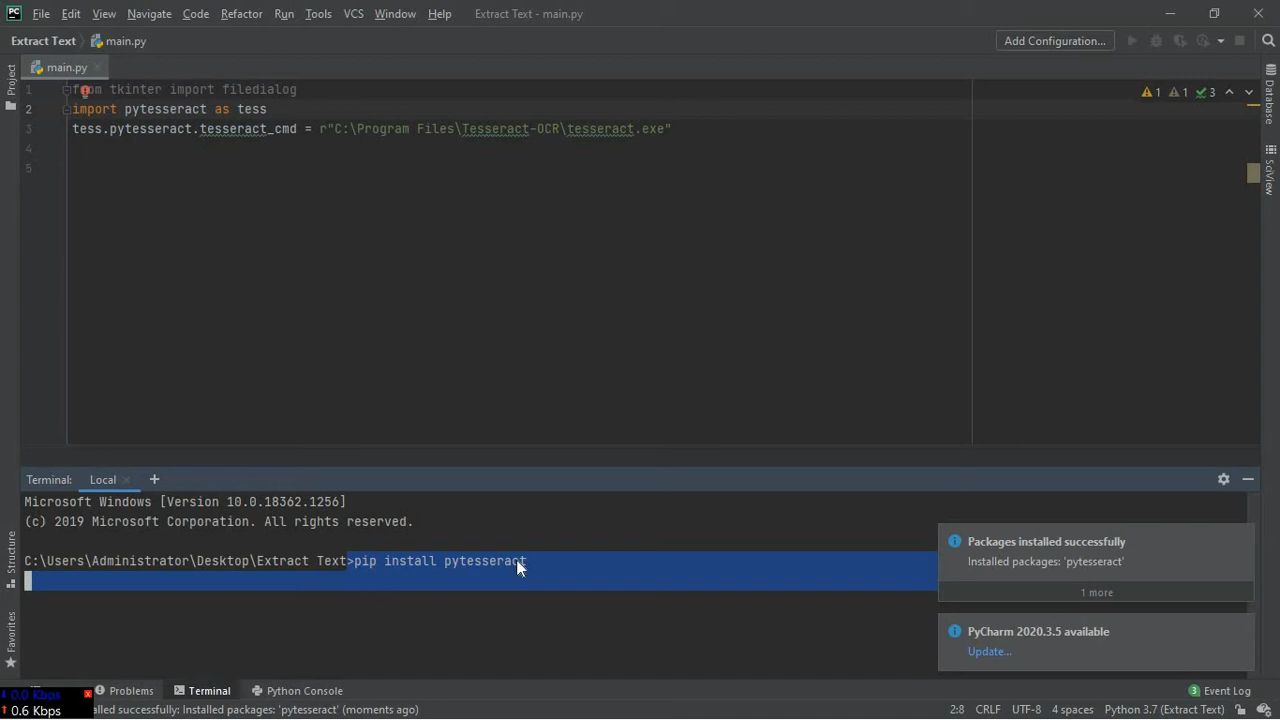 PC File Edit View Navigate Code Refactor Run Tools VCS Window Help Extract Text - main.py
Extract Text main.py Add Configuration...
Project
main.py
1 from tkinter import filedialog
2 import pytesseract as tess
3 tess.pytesseract.tesseract_cmd = r"C:\Program Files\Tesseract-OCR\tesseract.exe"
4
5
1 1 3
Database
SciView
Terminal: Local +
Microsoft Windows [Version 10.0.18362.1256]
(c) 2019 Microsoft Corporation. All rights reserved.
C:\Users\Administrator\Desktop\Extract Text>pip install pytesseract
Structure
Favorites
Packages installed successfully
Installed packages: 'pytesseract'
1 more
PyCharm 2020.3.5 available
Update...
Problems Terminal Python Console Event Log
0.0 Kbps x
0.6 Kbps
alled successfully: Installed packages: 'pytesseract' (moments ago) 2:8 CRLF UTF-8 4 spaces Python 3.7 (Extract Text)